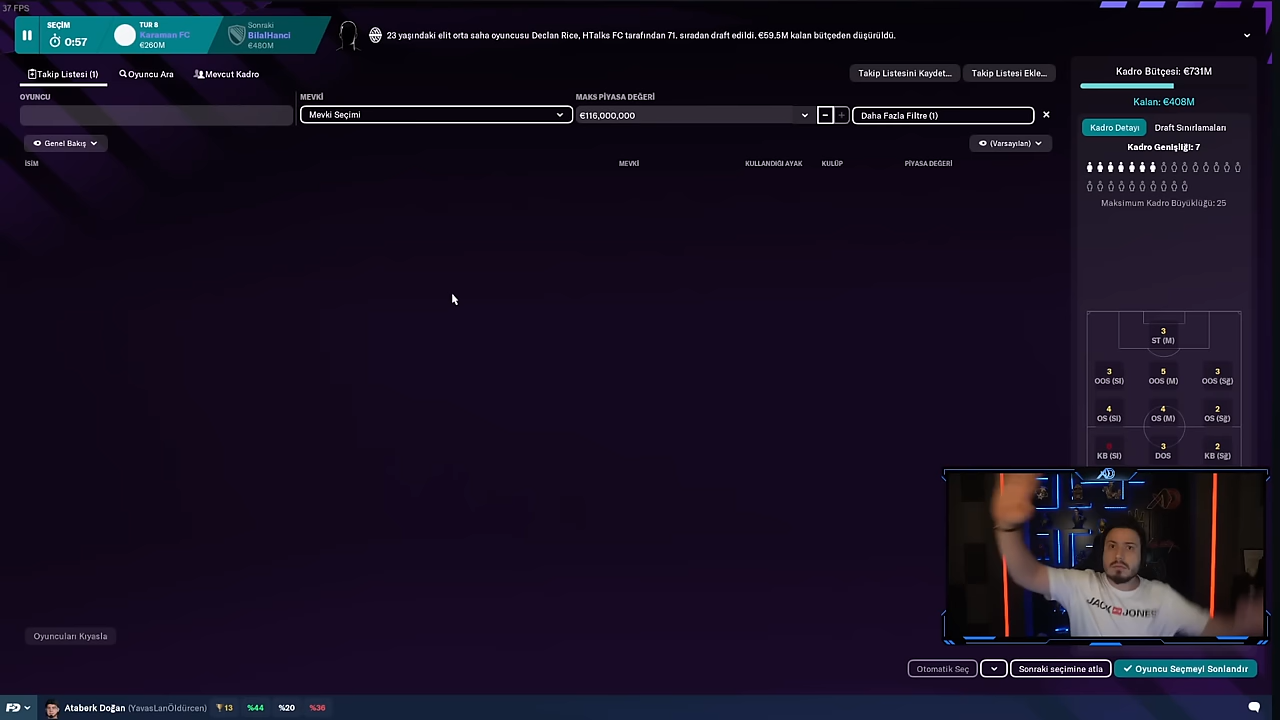 37 FPS
SEÇİM
0:57
TUR 8
Karaman FC
€260M
Sonraki
BilalHanci
€480M
23 yaşındaki elit orta saha oyuncusu Declan Rice, HTalks FC tarafından 71. sıradan draft edildi, €59.5M kalan bütçeden düşürüldü.
Takip Listesi (1)
Oyuncu Ara
Mevcut Kadro
Takip Listesini Kaydet...
Takip Listesi Ekle...
OYUNCU
MEVKİ
MAKS PİYASA DEĞERİ
Mevki Seçimi
€116,000,000
Daha Fazla Filtre (1)
Genel Bakış
(Varsayılan)
İSİM
MEVKİ
KULLANDIĞI AYAK
KULÜP
PİYASA DEĞERİ
Kadro Bütçesi: €731M
Kalan: €408M
Kadro Detayı
Draft Sınırlamaları
Kadro Genişliği: 7
Maksimum Kadro Büyüklüğü: 25
3
ST (M)
3
OOS (Sl)
5
OOS (M)
3
OOS (Sğ)
4
OS (Sl)
4
OS (M)
2
OS (Sğ)
KB (Sl)
3
DOS
2
KB (Sğ)
JACK JONES
Oyuncuları Kıyasla
Otomatik Seç
Sonraki seçimine atla
Oyuncu Seçmeyi Sonlandır
Ataberk Doğan (YavasLanÖldürcen)
13
%44
%20
%36